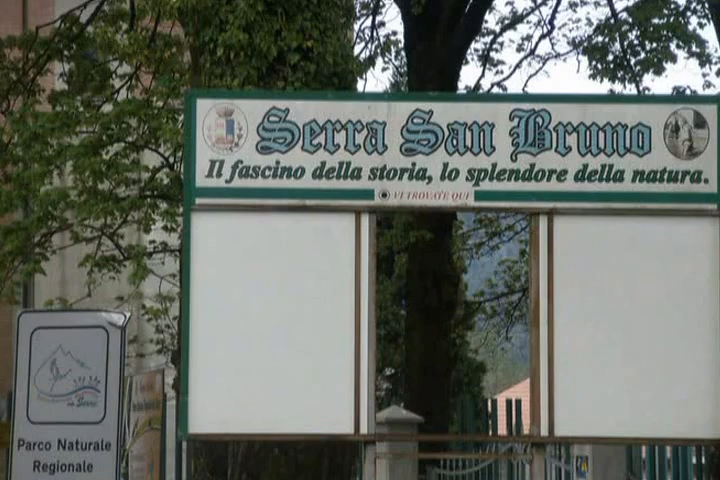 Serra San Bruno
Il fascino della storia, lo splendore della natura.
VI TROVATE QUI
Parco Naturale
Regionale